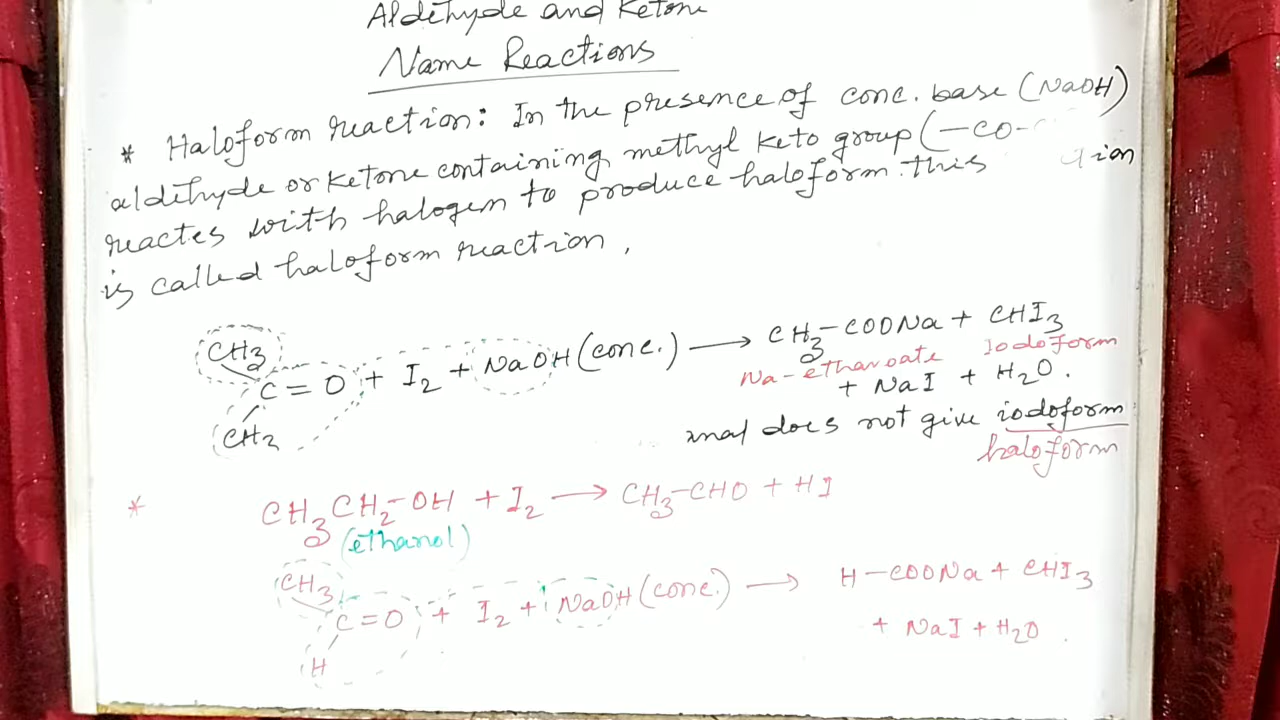 Aldehyde and Ketone
Name Reactions
* Haloform reaction: In the presence of conc. base (NaOH)
aldehyde or ketone containing methyl keto group (-CO-
reactes with halogen to produce haloform. this
is called haloform reaction,
CH3
C=O + I2 + NaOH (conc.) → CH3-COONa + CHI3
Na-ethanoate Iodoform
+ NaI + H2O.
CH3
does not give iodoform
haloform
* CH3CH2-OH + I2 → CH3-CHO + HI
(ethanol)
CH3
C=O + I2 + NaOH (conc.) → H-COONa + CHI3
H
+ NaI + H2O.